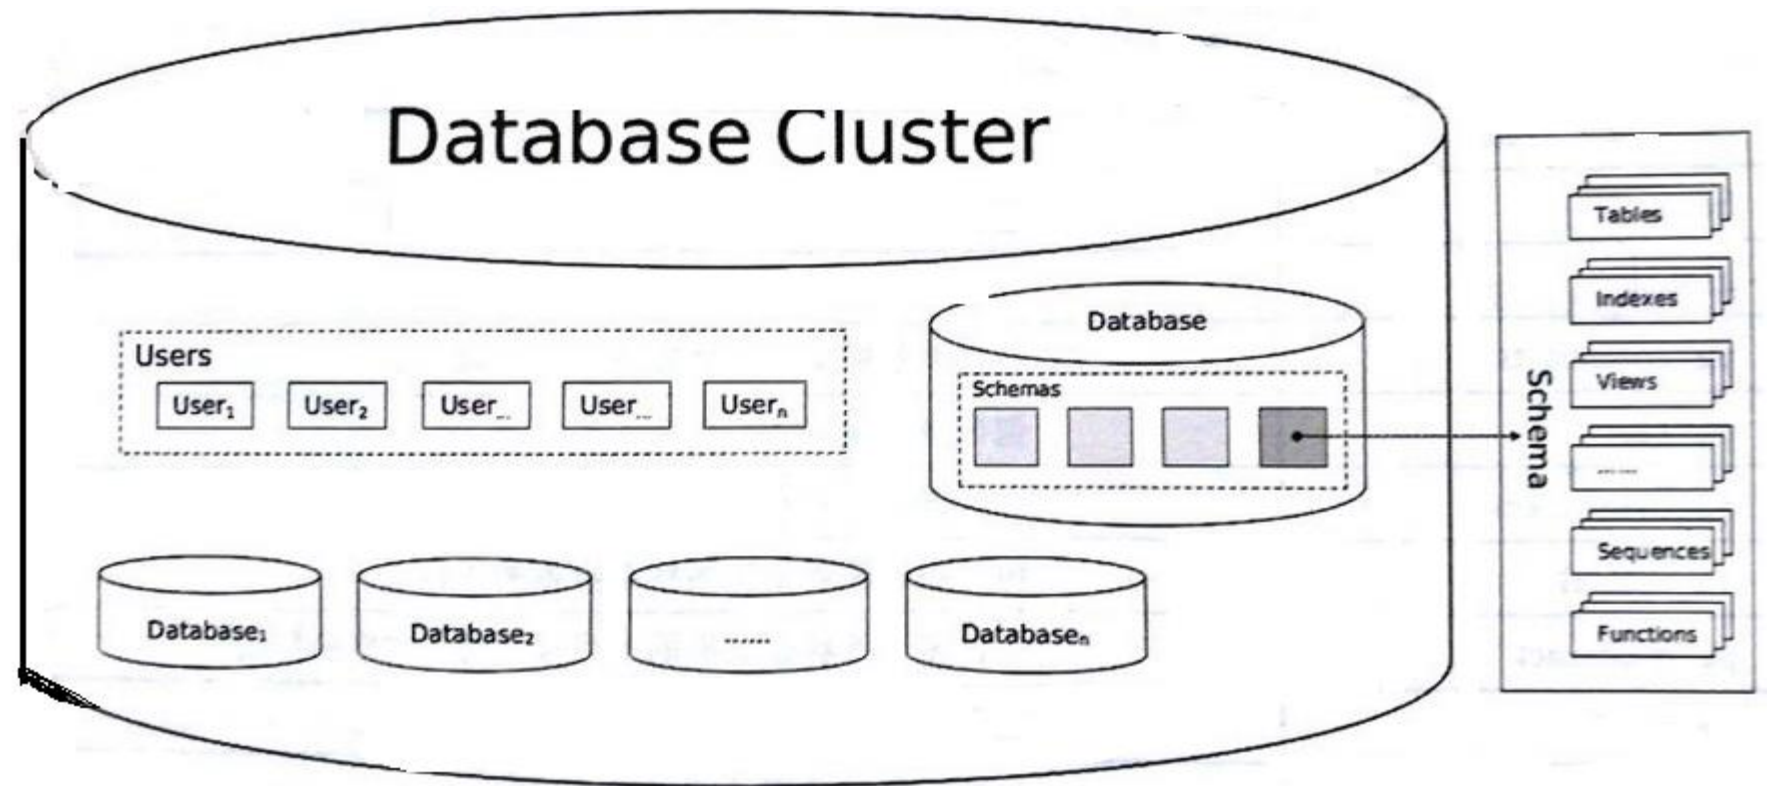 Database Cluster
Users
User1 User2 User... User... Usern
Database
Schemas
Database1 Database2 ...... Databasen
Schema
Tables
Indexes
Views
......
Sequences
Functions